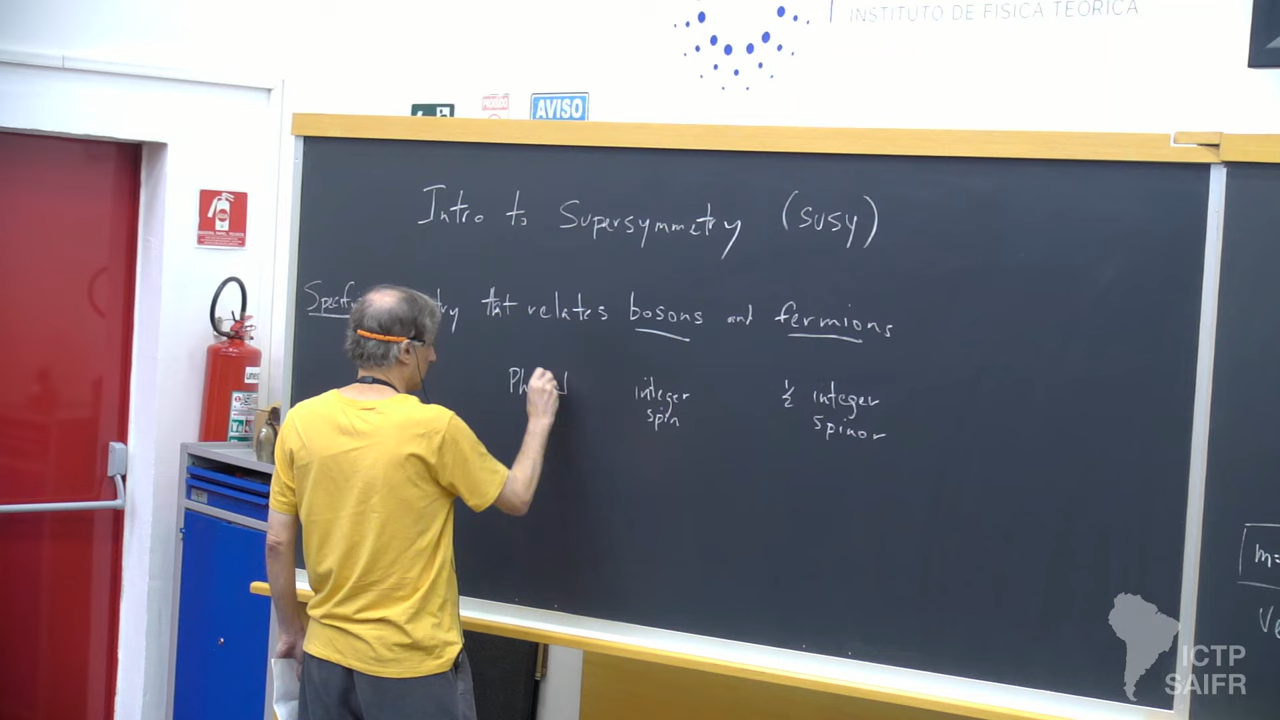 INSTITUTO DE FISICA TEORICA
AVISO
Intro to Supersymmetry (SUSY)
that relates bosons and fermions
integer
spin
1/2 integer
spinor
m=
ICTP
SAIFR